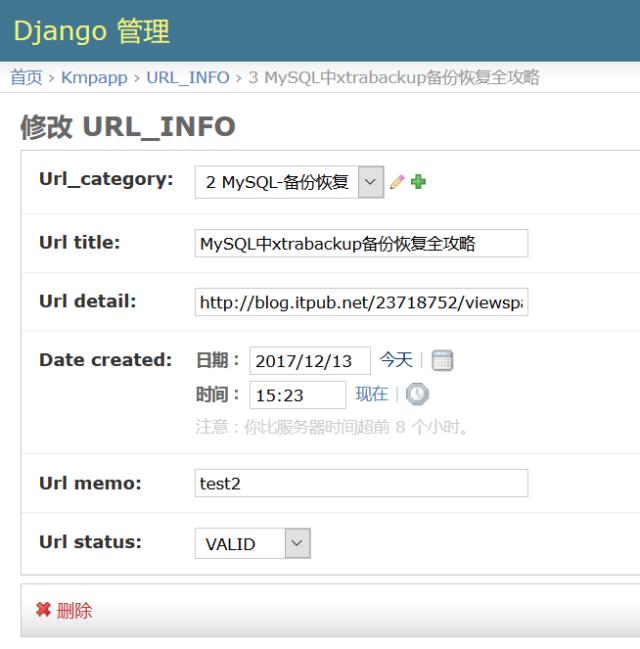 Django 管理
首页 › Kmpapp › URL_INFO › 3 MySQL中xtrabackup备份恢复全攻略
修改 URL_INFO
Url_category: 2 MySQL-备份恢复
Url title: MySQL中xtrabackup备份恢复全攻略
Url detail: http://blog.itpub.net/23718752/viewspa
Date created: 日期： 2017/12/13 今天 |
时间： 15:23 现在 |
注意：你比服务器时间超前 8 个小时。
Url memo: test2
Url status: VALID
删除